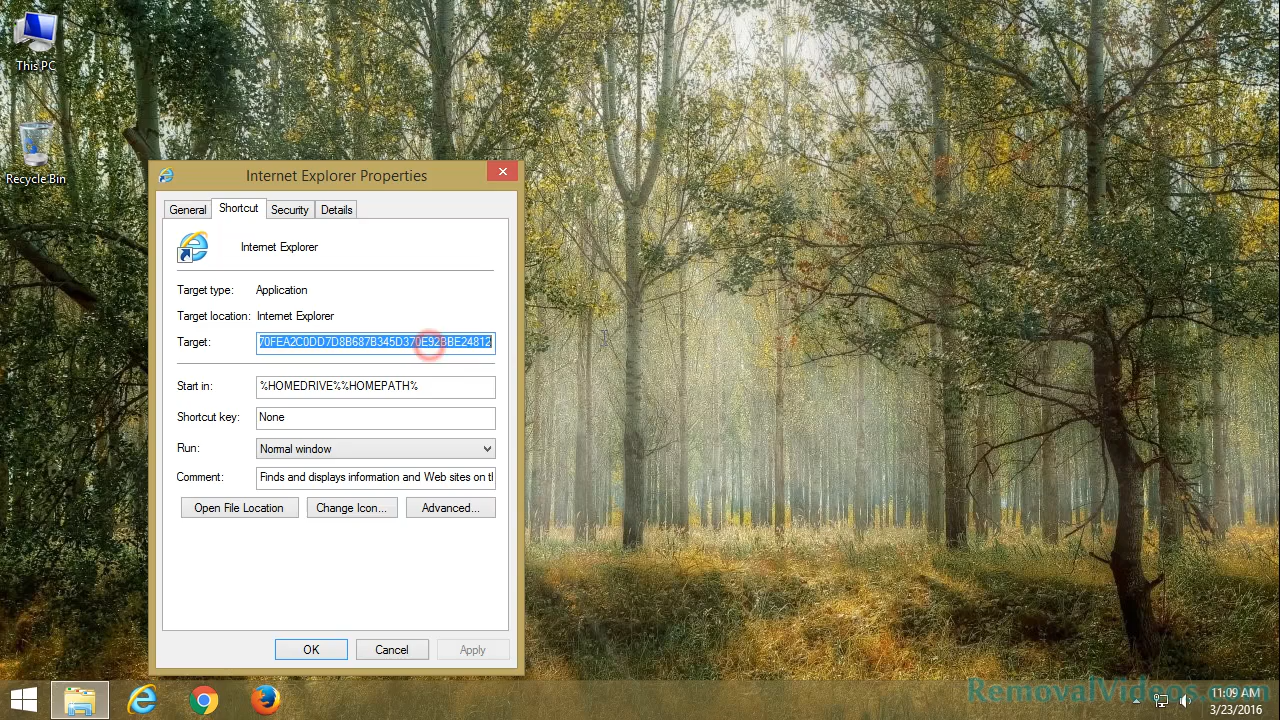 This PC
Recycle Bin
Internet Explorer Properties
General
Shortcut
Security
Details
Internet Explorer
Target type: Application
Target location: Internet Explorer
Target: 70FEA2C0DD7D8B687B345D370E92BBE24812
Start in: %HOMEDRIVE%%HOMEPATH%
Shortcut key: None
Run: Normal window
Comment: Finds and displays information and Web sites on tl
Open File Location
Change Icon...
Advanced...
OK
Cancel
Apply
RemovalVideos.com
11:09 AM
3/23/2016